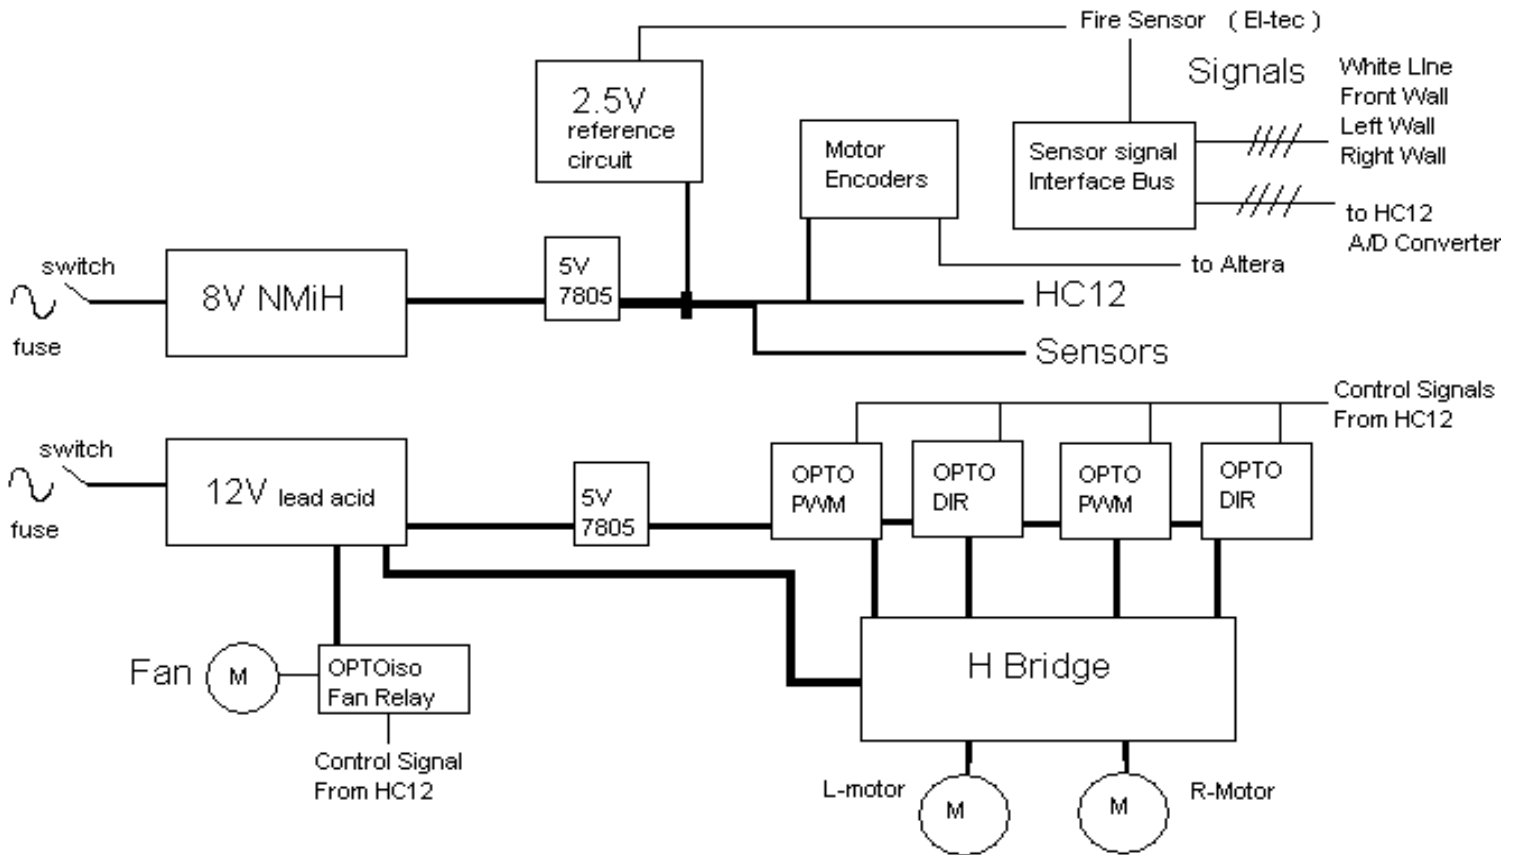 Fire Sensor ( El-tec )
Signals
White LIne
Front Wall
Left Wall
Right Wall
2.5V
reference
circuit
Motor
Encoders
Sensor signal
Interface Bus
to HC12
A/D Converter
to Altera
switch
fuse
8V NMiH
5V
7805
HC12
Sensors
Control Signals
From HC12
switch
fuse
12V lead acid
5V
7805
OPTO
PWM
OPTO
DIR
OPTO
PWM
OPTO
DIR
Fan
M
OPTOiso
Fan Relay
Control Signal
From HC12
H Bridge
L-motor
M
M
R-Motor